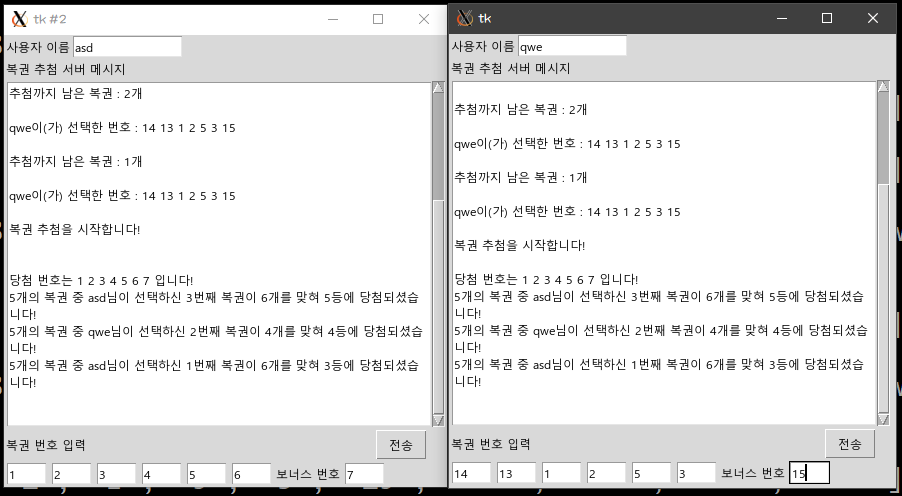 tk #2
사용자 이름 asd
복권 추첨 서버 메시지
추첨까지 남은 복권 : 2개
qwe이(가) 선택한 번호 : 14 13 1 2 5 3 15
추첨까지 남은 복권 : 1개
qwe이(가) 선택한 번호 : 14 13 1 2 5 3 15
복권 추첨을 시작합니다!
당첨 번호는 1 2 3 4 5 6 7 입니다!
5개의 복권 중 asd님이 선택하신 3번째 복권이 6개를 맞혀 5등에 당첨되셨습
니다!
5개의 복권 중 qwe님이 선택하신 2번째 복권이 4개를 맞혀 4등에 당첨되셨습
니다!
5개의 복권 중 asd님이 선택하신 1번째 복권이 6개를 맞혀 3등에 당첨되셨습
니다!
복권 번호 입력
전송
1 2 3 4 5 6 보너스 번호 7
tk
사용자 이름 qwe
복권 추첨 서버 메시지
추첨까지 남은 복권 : 2개
qwe이(가) 선택한 번호 : 14 13 1 2 5 3 15
추첨까지 남은 복권 : 1개
qwe이(가) 선택한 번호 : 14 13 1 2 5 3 15
복권 추첨을 시작합니다!
당첨 번호는 1 2 3 4 5 6 7 입니다!
5개의 복권 중 asd님이 선택하신 3번째 복권이 6개를 맞혀 5등에 당첨되셨습
니다!
5개의 복권 중 qwe님이 선택하신 2번째 복권이 4개를 맞혀 4등에 당첨되셨습
니다!
5개의 복권 중 asd님이 선택하신 1번째 복권이 6개를 맞혀 3등에 당첨되셨습
니다!
복권 번호 입력
전송
14 13 1 2 5 3 보너스 번호 15